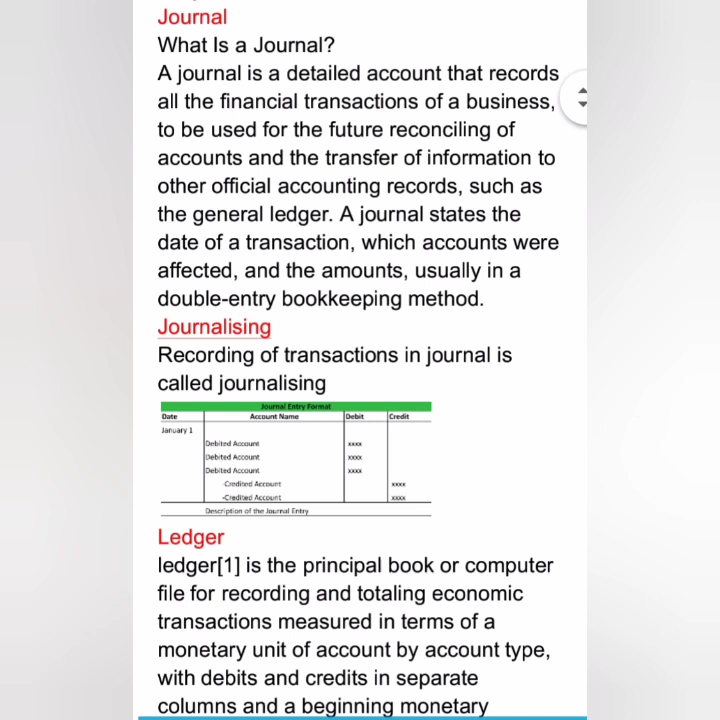 Journal
What Is a Journal?
A journal is a detailed account that records
all the financial transactions of a business,
to be used for the future reconciling of
accounts and the transfer of information to
other official accounting records, such as
the general ledger. A journal states the
date of a transaction, which accounts were
affected, and the amounts, usually in a
double-entry bookkeeping method.
Journalising
Recording of transactions in journal is
called journalising
Journal Entry Format
Date Account Name Debit Credit
January 1
Debited Account xxxx
Debited Account xxxx
Debited Account xxxx
-Credited Account xxxx
-Credited Account xxxx
Description of the Journal Entry
Ledger
ledger[1] is the principal book or computer
file for recording and totaling economic
transactions measured in terms of a
monetary unit of account by account type,
with debits and credits in separate
columns and a beginning monetary